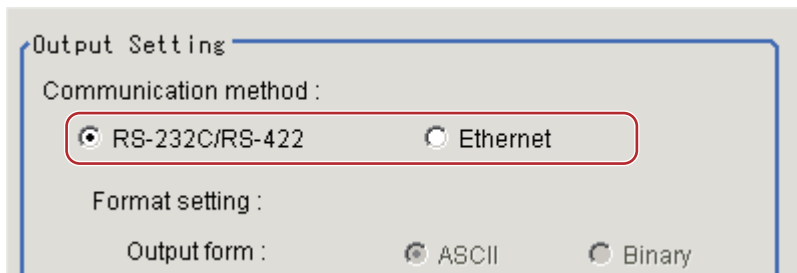 Output Setting
Communication method :
RS-232C/RS-422 Ethernet
Format setting :
Output form : ASCII Binary